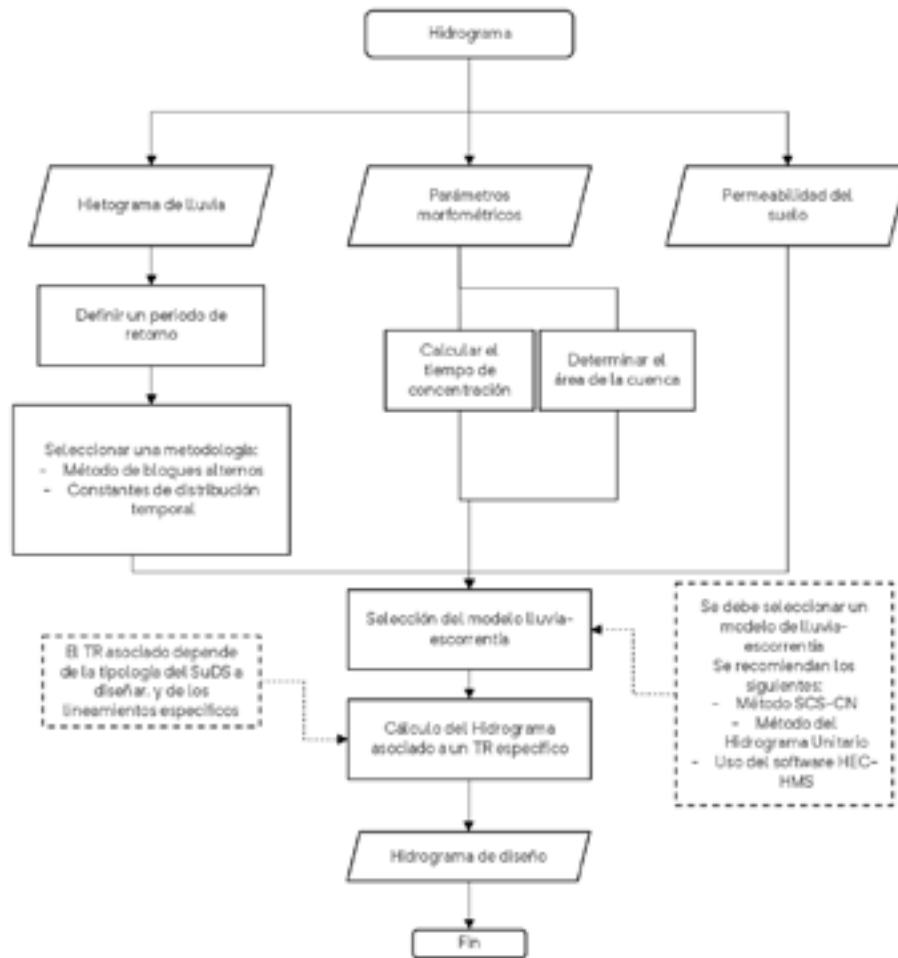 Hidrograma
Hietograma de lluvia
Parámetros
morfométricos
Permeabilidad del
suelo
Definir un periodo de
retorno
Calcular el
tiempo de
concentración
Determinar el
área de la cuenca
Seleccionar una metodología:
- Método de bloques alternos
- Constantes de distribución
temporal
Selección del modelo lluvia-
escorrentía
Se debe seleccionar un
modelo de lluvia-
escorrentía
Se recomiendan los
siguientes:
- Método SCS-CN
- Método del
Hidrograma Unitario
- Uso del software HEC-
HMS
El TR asociado depende
de la tipología del SuDS a
diseñar. y de los
lineamientos específicos
Cálculo del Hidrograma
asociado a un TR específico
Hidrograma de diseño
Fin